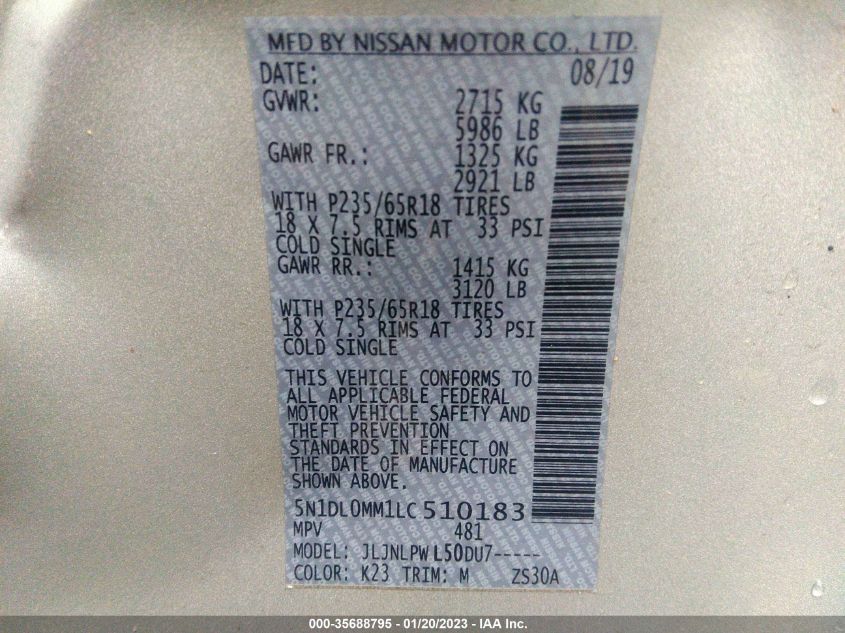 MFD BY NISSAN MOTOR CO., LTD.
DATE: 08/19
GVWR: 2715 KG
5986 LB
GAWR FR.: 1325 KG
2921 LB
WITH P235/65R18 TIRES
18 X 7.5 RIMS AT 33 PSI
COLD SINGLE
GAWR RR.: 1415 KG
3120 LB
WITH P235/65R18 TIRES
18 X 7.5 RIMS AT 33 PSI
COLD SINGLE
THIS VEHICLE CONFORMS TO
ALL APPLICABLE FEDERAL
MOTOR VEHICLE SAFETY AND
THEFT PREVENTION
STANDARDS IN EFFECT ON
THE DATE OF MANUFACTURE
SHOWN ABOVE.
5N1DL0MM1LC510183
MPV 481
MODEL: JLJNLPW L50DU7-----
COLOR: K23 TRIM: M ZS30A
000-35688795 - 01/20/2023 - IAA Inc.